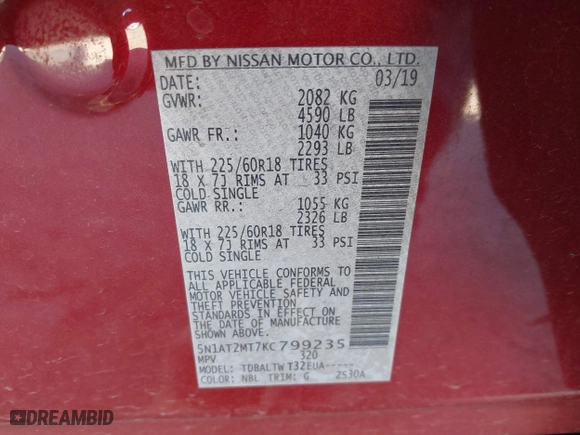 MFD BY NISSAN MOTOR CO., LTD.
DATE: 03/19
GVWR: 2082 KG
4590 LB
GAWR FR.: 1040 KG
2293 LB
WITH 225/60R18 TIRES
18 X 7J RIMS AT 33 PSI
COLD SINGLE
GAWR RR.: 1055 KG
2326 LB
WITH 225/60R18 TIRES
18 X 7J RIMS AT 33 PSI
COLD SINGLE
THIS VEHICLE CONFORMS TO
ALL APPLICABLE FEDERAL
MOTOR VEHICLE SAFETY AND
THEFT PREVENTION
STANDARDS IN EFFECT ON
THE DATE OF MANUFACTURE
SHOWN ABOVE.
5N1AT2MT7KC799235
MPV 320
MODEL: TDBALTW T32EUA-----
COLOR: NBL TRIM: G 2S30A
DREAMBID